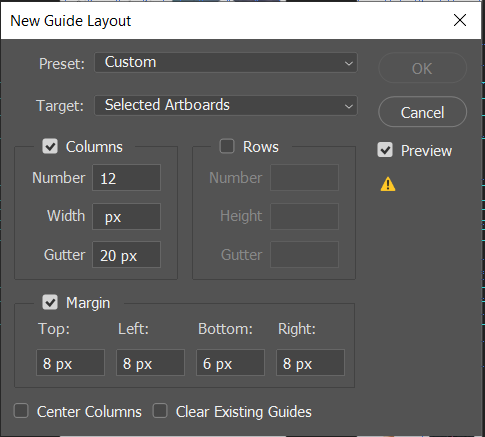 New Guide Layout
Preset: Custom
OK
Target: Selected Artboards
Cancel
Columns
Rows
Preview
Number 12
Number
Width px
Height
Gutter 20 px
Gutter
Margin
Top: Left: Bottom: Right:
8 px 8 px 6 px 8 px
Center Columns Clear Existing Guides